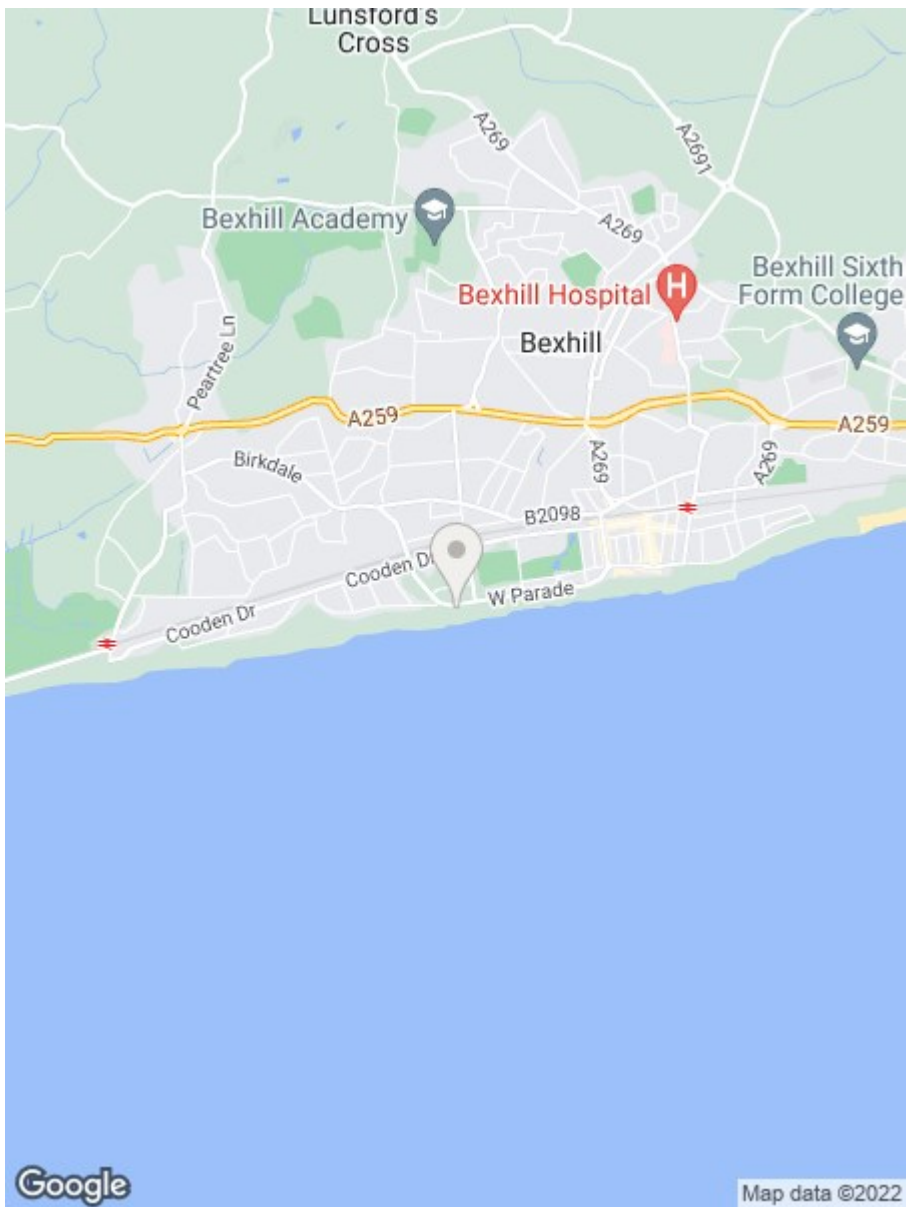 Lunsford's
Cross
A269
A2691
Bexhill Academy
A269
Bexhill Hospital
H
Bexhill Sixth
Form College
Bexhill
Peartree Ln
A259
A259
Birkdale
A269
A269
B2098
Cooden Dr
W Parade
Cooden Dr
Google
Map data ©2022